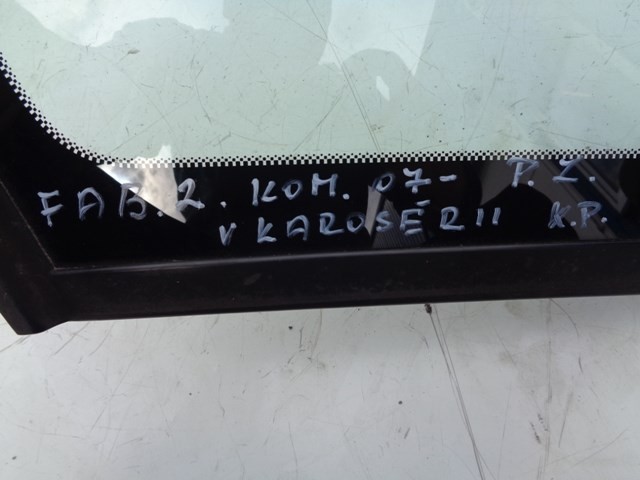 FAB.2. KOM. 07- P.Z.
V KAROSÉRII K.P.